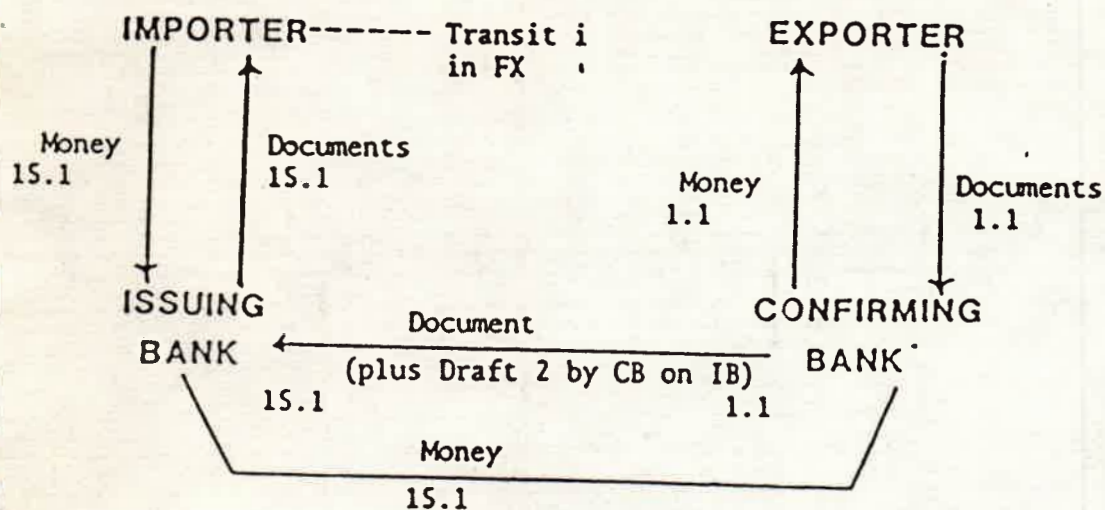 IMPORTER------- Transit i
in FX
EXPORTER
Money
15.1
Documents
15.1
Money
1.1
Documents
1.1
ISSUING
BANK
CONFIRMING
BANK
Document
(plus Draft 2 by CB on IB)
15.1
1.1
Money
15.1